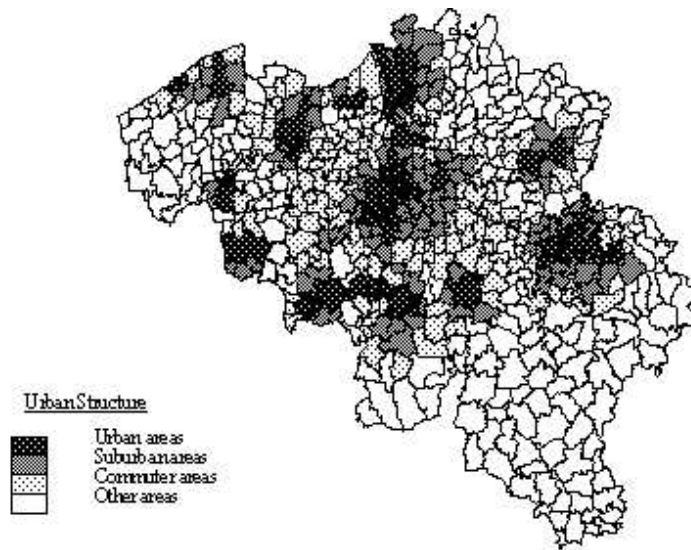 Urban Structure
Urban areas
Suburban areas
Commuter areas
Other areas